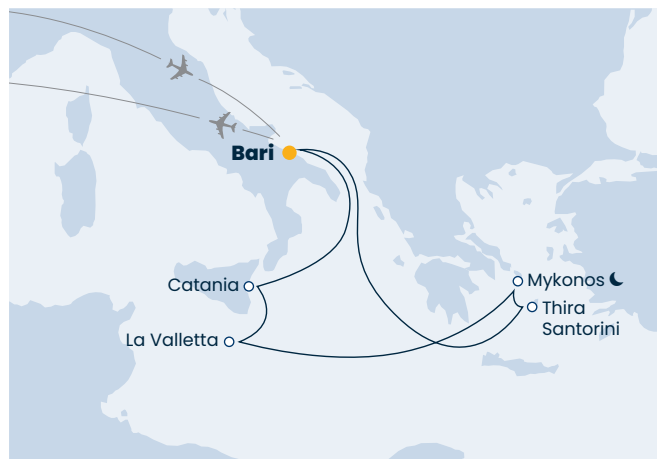 Bari
Catania
Mykonos
Thira
Santorini
La Valletta